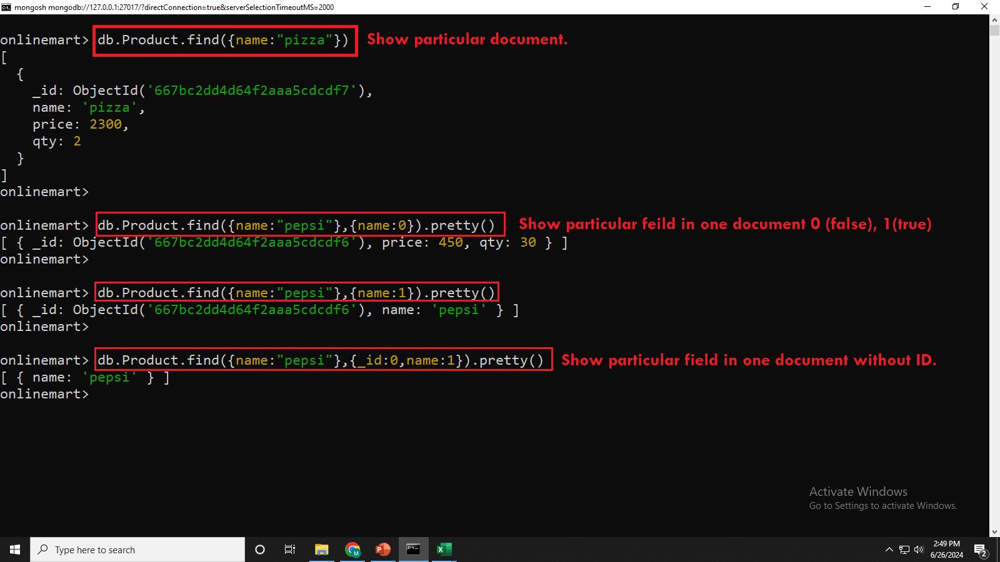 mongosh mongodb://127.0.0.1:27017/?directConnection=true&serverSelectionTimeoutMS=2000
onlinemart> db.Product.find({name:"pizza"}) Show particular document.
[
  {
    _id: ObjectId('667bc2dd4d64f2aaa5cdcdf7'),
    name: 'pizza',
    price: 2300,
    qty: 2
  }
]
onlinemart>
onlinemart> db.Product.find({name:"pepsi"},{name:0}).pretty() Show particular feild in one document 0 (false), 1(true)
[ { _id: ObjectId('667bc2dd4d64f2aaa5cdcdf6'), price: 450, qty: 30 } ]
onlinemart>
onlinemart> db.Product.find({name:"pepsi"},{name:1}).pretty()
[ { _id: ObjectId('667bc2dd4d64f2aaa5cdcdf6'), name: 'pepsi' } ]
onlinemart>
onlinemart> db.Product.find({name:"pepsi"},{_id:0,name:1}).pretty() Show particular field in one document without ID.
[ { name: 'pepsi' } ]
onlinemart>
Activate Windows
Go to Settings to activate Windows.
Type here to search
2:49 PM
6/26/2024
2